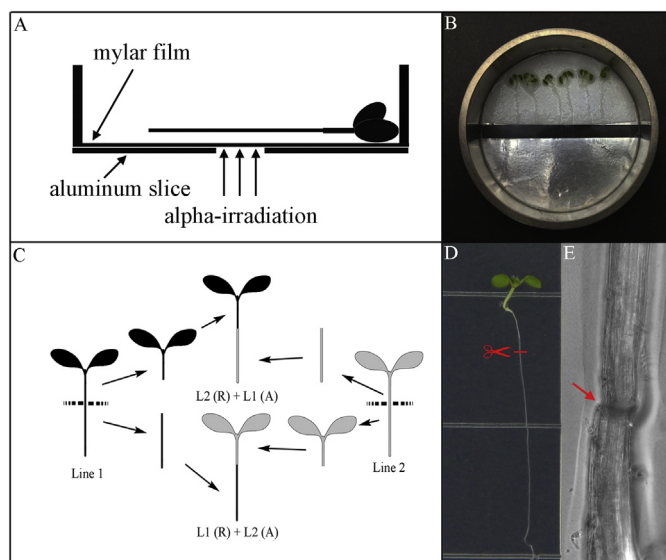 A
mylar film
aluminum slice
alpha-irradiation
B
C
L2 (R) + L1 (A)
Line 1
Line 2
L1 (R) + L2 (A)
D
E